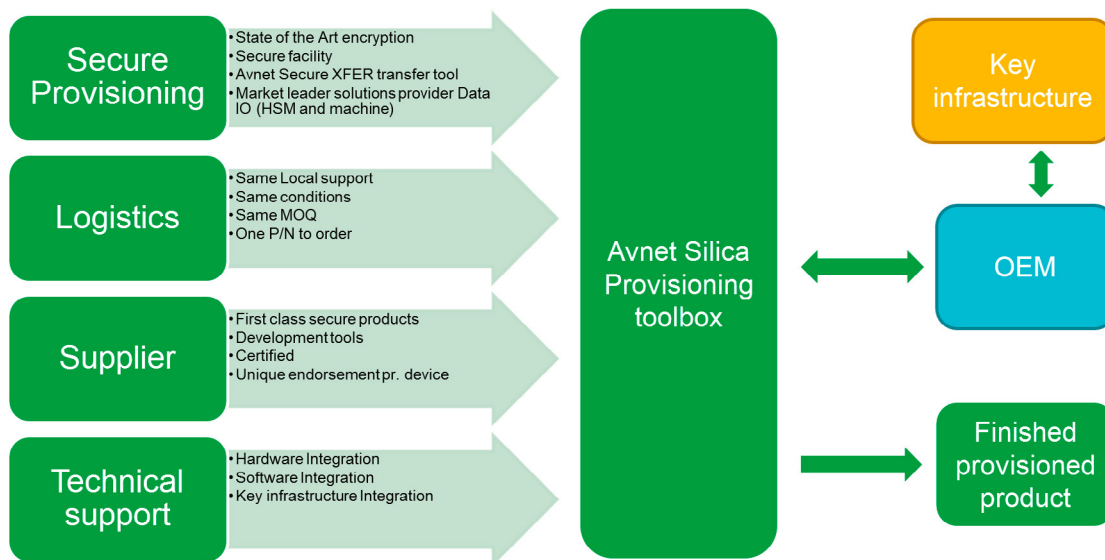 Secure
Provisioning
• State of the Art encryption
• Secure facility
• Avnet Secure XFER transfer tool
• Market leader solutions provider Data
IO (HSM and machine)
Logistics
• Same Local support
• Same conditions
• Same MOQ
• One P/N to order
Supplier
• First class secure products
• Development tools
• Certified
• Unique endorsement pr. device
Technical
support
• Hardware Integration
• Software Integration
• Key infrastructure Integration
Avnet Silica
Provisioning
toolbox
Key
infrastructure
OEM
Finished
provisioned
product